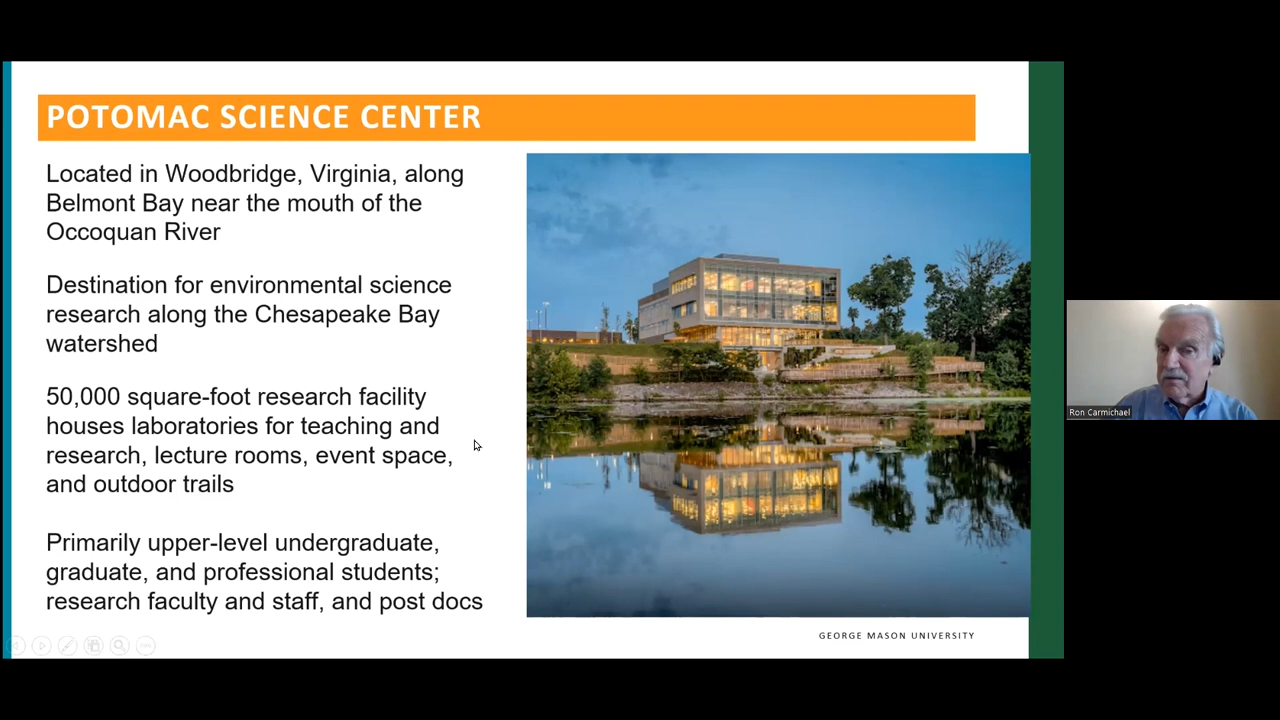 POTOMAC SCIENCE CENTER
Located in Woodbridge, Virginia, along
Belmont Bay near the mouth of the
Occoquan River
Destination for environmental science
research along the Chesapeake Bay
watershed
50,000 square-foot research facility
houses laboratories for teaching and
research, lecture rooms, event space,
and outdoor trails
Primarily upper-level undergraduate,
graduate, and professional students;
research faculty and staff, and post docs
GEORGE MASON UNIVERSITY
Ron Carmichael